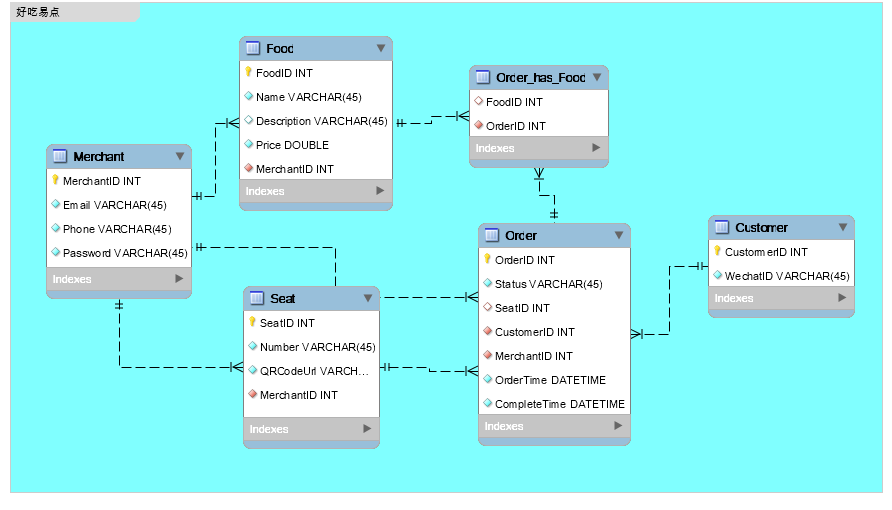 好吃易点
Food
FoodID INT
Name VARCHAR(45)
Description VARCHAR(45)
Price DOUBLE
MerchantID INT
Indexes
Order_has_Food
FoodID INT
OrderID INT
Indexes
Merchant
MerchantID INT
Email VARCHAR(45)
Phone VARCHAR(45)
Password VARCHAR(45)
Indexes
Order
OrderID INT
Status VARCHAR(45)
SeatID INT
CustomerID INT
MerchantID INT
OrderTime DATETIME
CompleteTime DATETIME
Indexes
Customer
CustomerID INT
WechatID VARCHAR(45)
Indexes
Seat
SeatID INT
Number VARCHAR(45)
QRCodeUrl VARCH...
MerchantID INT
Indexes